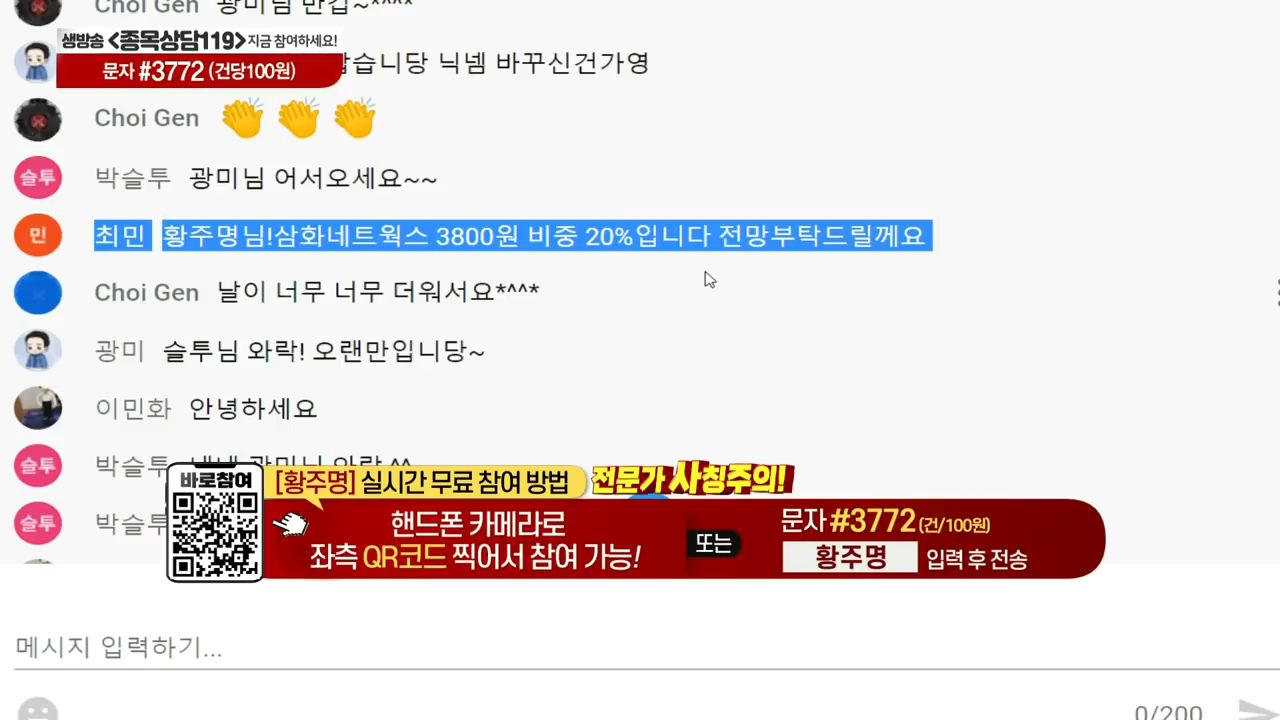 Choi Gen 광미님 반갑~*^^^*
생방송 <종목상담119> 지금 참여하세요!
문자 #3772 (건당100원)
갑습니당 닉넴 바꾸신건가영
Choi Gen 👏 👏 👏
슬투 박슬투 광미님 어서오세요~~
민 최민 황주명님!삼화네트웍스 3800원 비중 20%입니다 전망부탁드릴께요
Choi Gen 날이 너무 너무 더워서요*^^^*
광미 슬투님 와락! 오랜만입니당~
이민화 안녕하세요
슬투 박슬투 광미님 와락 ^^
슬투 박슬투
바로참여
[황주명] 실시간 무료 참여 방법
전문가 사칭주의!
핸드폰 카메라로
좌측 QR코드 찍어서 참여 가능!
또는
문자 #3772 (건/100원)
황주명 입력 후 전송
메시지 입력하기...
0/200